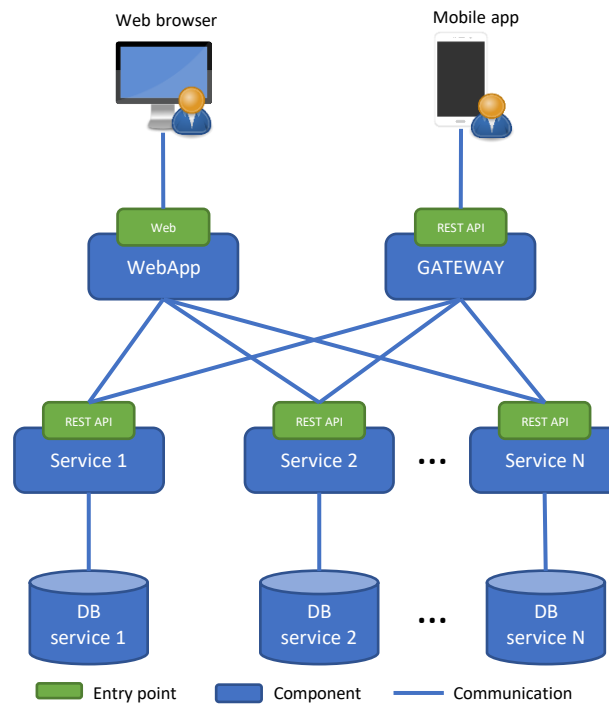 Web browser
Mobile app
Web
REST API
WebApp
GATEWAY
REST API
REST API
REST API
Service 1
Service 2
...
Service N
DB
service 1
DB
service 2
...
DB
service N
Entry point
Component
Communication